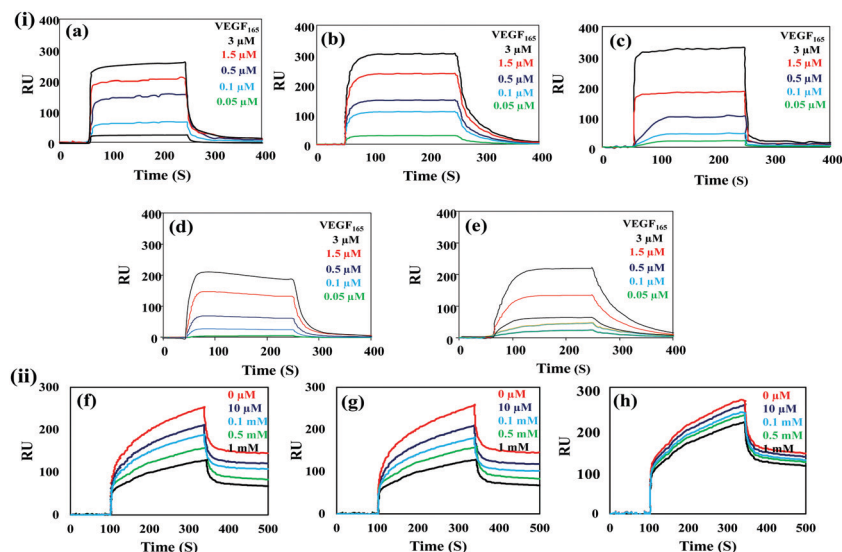 (i)
(a)
VEGF165
3 µM
1.5 µM
0.5 µM
0.1 µM
0.05 µM
400
300
200
100
0
RU
0 100 200 300 400
Time (S)
(b)
VEGF165
3 µM
1.5 µM
0.5 µM
0.1 µM
0.05 µM
400
300
200
100
0
RU
0 100 200 300 400
Time (S)
(c)
VEGF165
3 µM
1.5 µM
0.5 µM
0.1 µM
0.05 µM
400
300
200
100
0
RU
0 100 200 300 400
Time (S)
(d)
VEGF165
3 µM
1.5 µM
0.5 µM
0.1 µM
0.05 µM
400
300
200
100
0
RU
0 100 200 300 400
Time (S)
(e)
VEGF165
3 µM
1.5 µM
0.5 µM
0.1 µM
0.05 µM
400
300
200
100
0
RU
0 100 200 300 400
Time (S)
(ii)
(f)
0 µM
10 µM
0.1 mM
0.5 mM
1 mM
300
200
100
0
RU
0 100 200 300 400 500
Time (S)
(g)
0 µM
10 µM
0.1 mM
0.5 mM
1 mM
300
200
100
0
RU
0 100 200 300 400 500
Time (S)
(h)
0 µM
10 µM
0.1 mM
0.5 mM
1 mM
300
200
100
0
RU
0 100 200 300 400 500
Time (S)